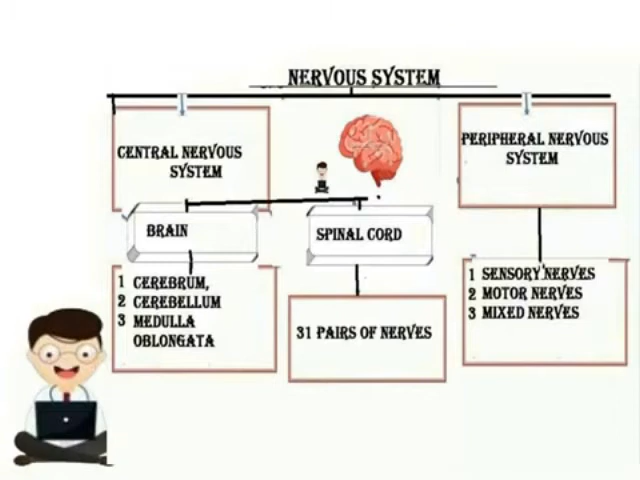 NERVOUS SYSTEM
CENTRAL NERVOUS
SYSTEM
PERIPHERAL NERVOUS
SYSTEM
BRAIN
SPINAL CORD
1 CEREBRUM,
2 CEREBELLUM
3 MEDULLA
OBLONGATA
31 PAIRS OF NERVES
1 SENSORY NERVES
2 MOTOR NERVES
3 MIXED NERVES